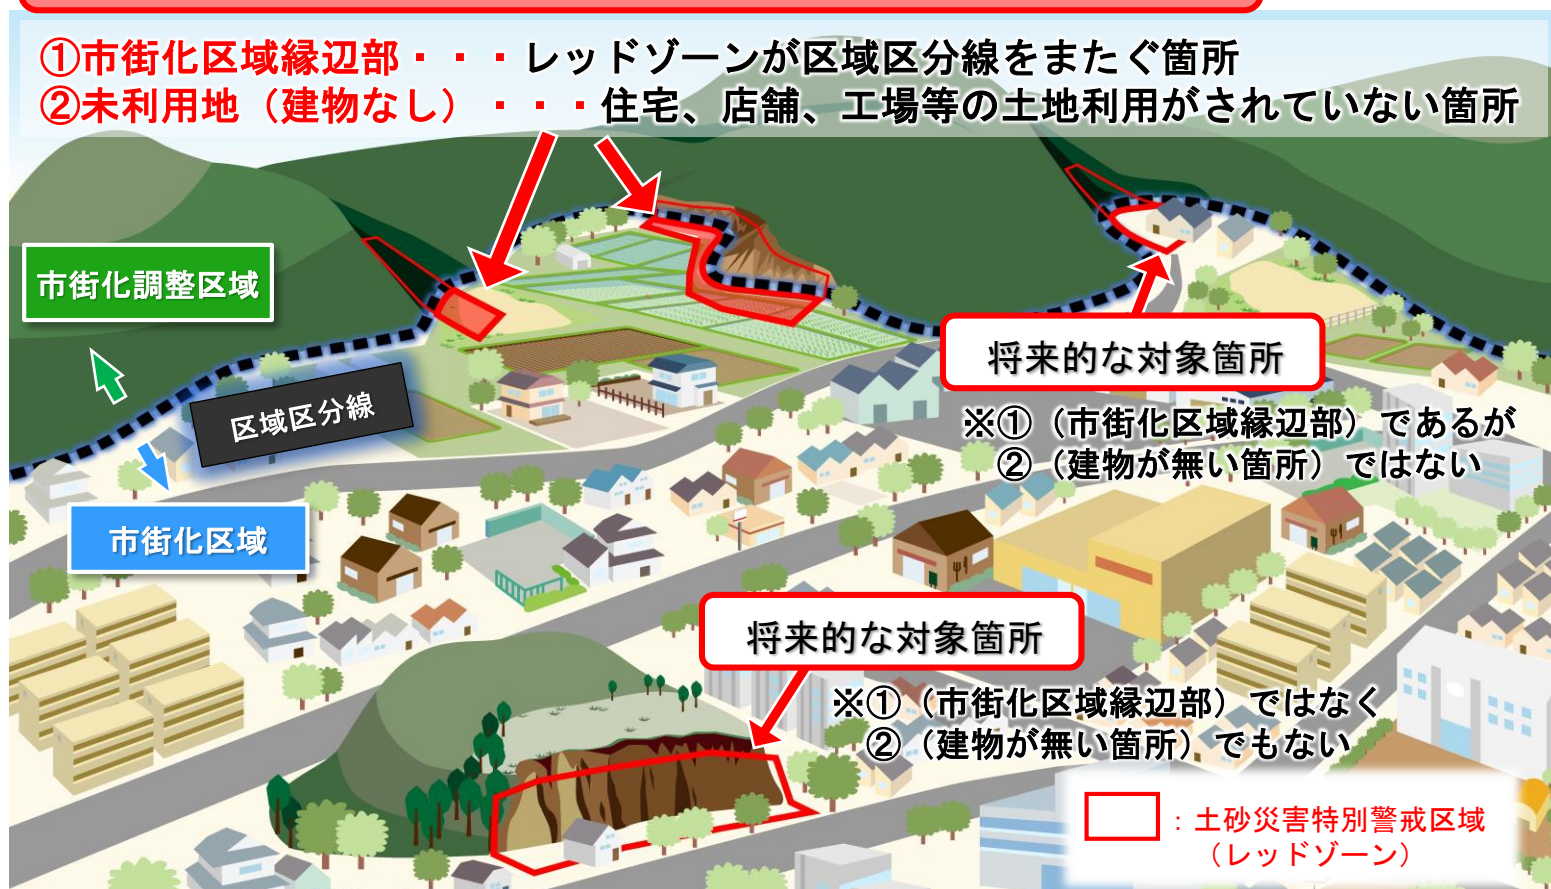 ①市街化区域縁辺部・・・レッドゾーンが区域区分線をまたぐ箇所
②未利用地（建物なし）・・・住宅、店舗、工場等の土地利用がされていない箇所
市街化調整区域
区域区分線
市街化区域
将来的な対象箇所
※①（市街化区域縁辺部）であるが
②（建物が無い箇所）ではない
将来的な対象箇所
※①（市街化区域縁辺部）ではなく
②（建物が無い箇所）でもない
：土砂災害特別警戒区域
（レッドゾーン）